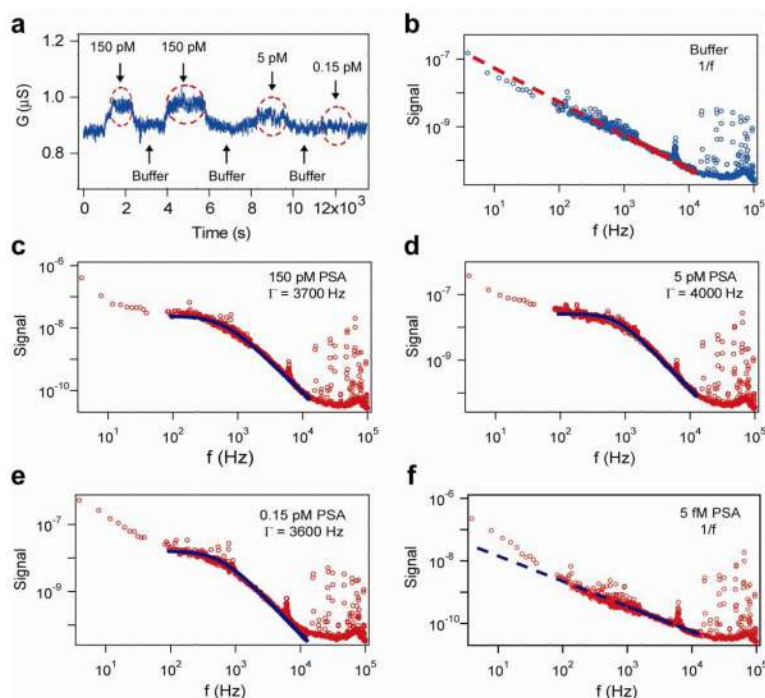 a
150 pM 150 pM 5 pM 0.15 pM
1.2
1.0
0.8
G (μS)
Buffer Buffer Buffer
0 2 4 6 8 10 12x10³
Time (s)
b
Buffer
1/f
10⁻⁷
10⁻⁹
Signal
10¹ 10² 10³ 10⁴ 10⁵
f (Hz)
c
150 pM PSA
Γ = 3700 Hz
10⁻⁶
10⁻⁸
10⁻¹⁰
Signal
10¹ 10² 10³ 10⁴ 10⁵
f (Hz)
d
5 pM PSA
Γ = 4000 Hz
10⁻⁷
10⁻⁹
Signal
10¹ 10² 10³ 10⁴ 10⁵
f (Hz)
e
0.15 pM PSA
Γ = 3600 Hz
10⁻⁷
10⁻⁹
Signal
10¹ 10² 10³ 10⁴ 10⁵
f (Hz)
f
5 fM PSA
1/f
10⁻⁶
10⁻⁸
10⁻¹⁰
Signal
10¹ 10² 10³ 10⁴ 10⁵
f (Hz)